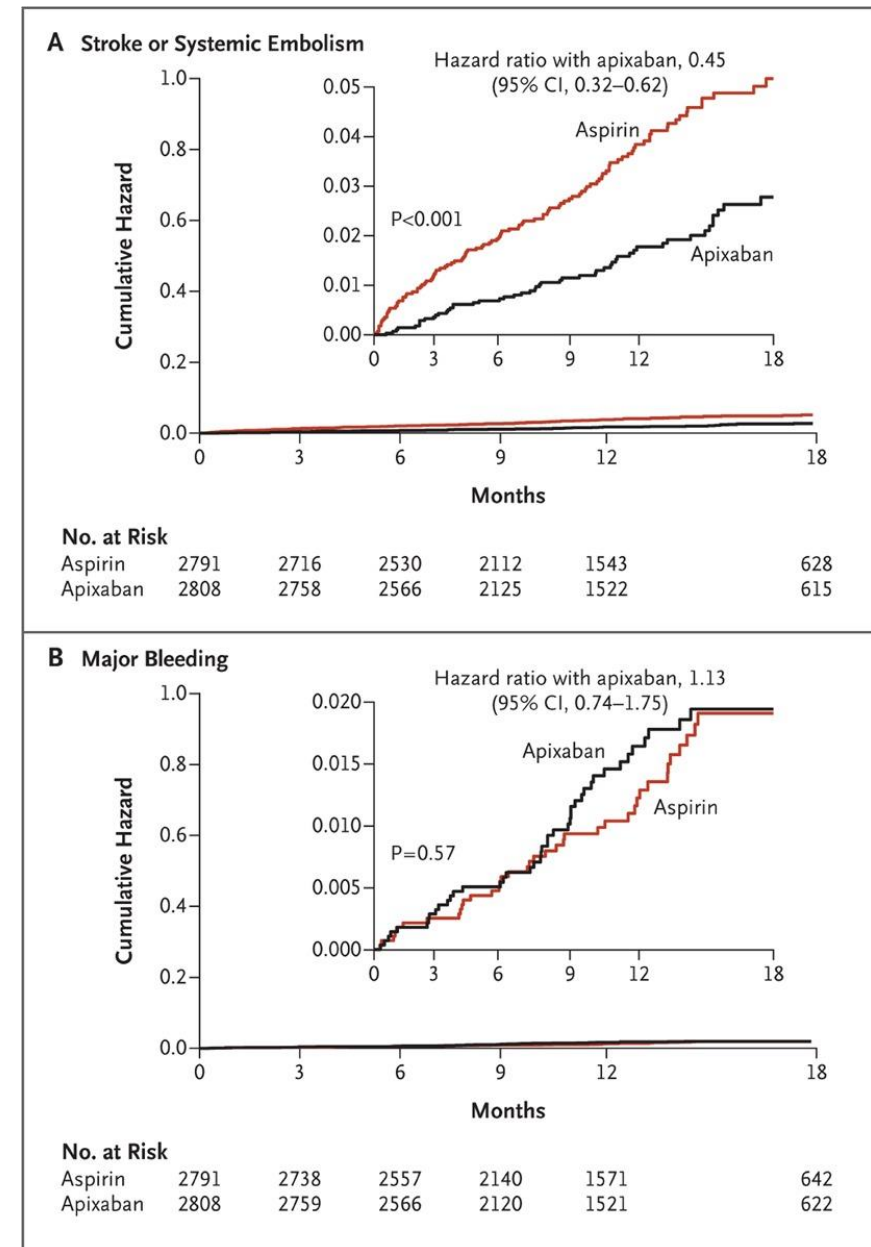 A Stroke or Systemic Embolism
Hazard ratio with apixaban, 0.45
(95% CI, 0.32–0.62)
Cumulative Hazard
1.0
0.8
0.6
0.4
0.2
0.0
0.05
0.04
0.03
0.02
0.01
0.00
Aspirin
P<0.001
Apixaban
0 3 6 9 12 18
0 3 6 9 12 18
Months
No. at Risk
Aspirin 2791 2716 2530 2112 1543 628
Apixaban 2808 2758 2566 2125 1522 615
B Major Bleeding
Hazard ratio with apixaban, 1.13
(95% CI, 0.74–1.75)
Cumulative Hazard
1.0
0.8
0.6
0.4
0.2
0.0
0.020
0.015
0.010
0.005
0.000
Apixaban
Aspirin
P=0.57
0 3 6 9 12 18
0 3 6 9 12 18
Months
No. at Risk
Aspirin 2791 2738 2557 2140 1571 642
Apixaban 2808 2759 2566 2120 1521 622